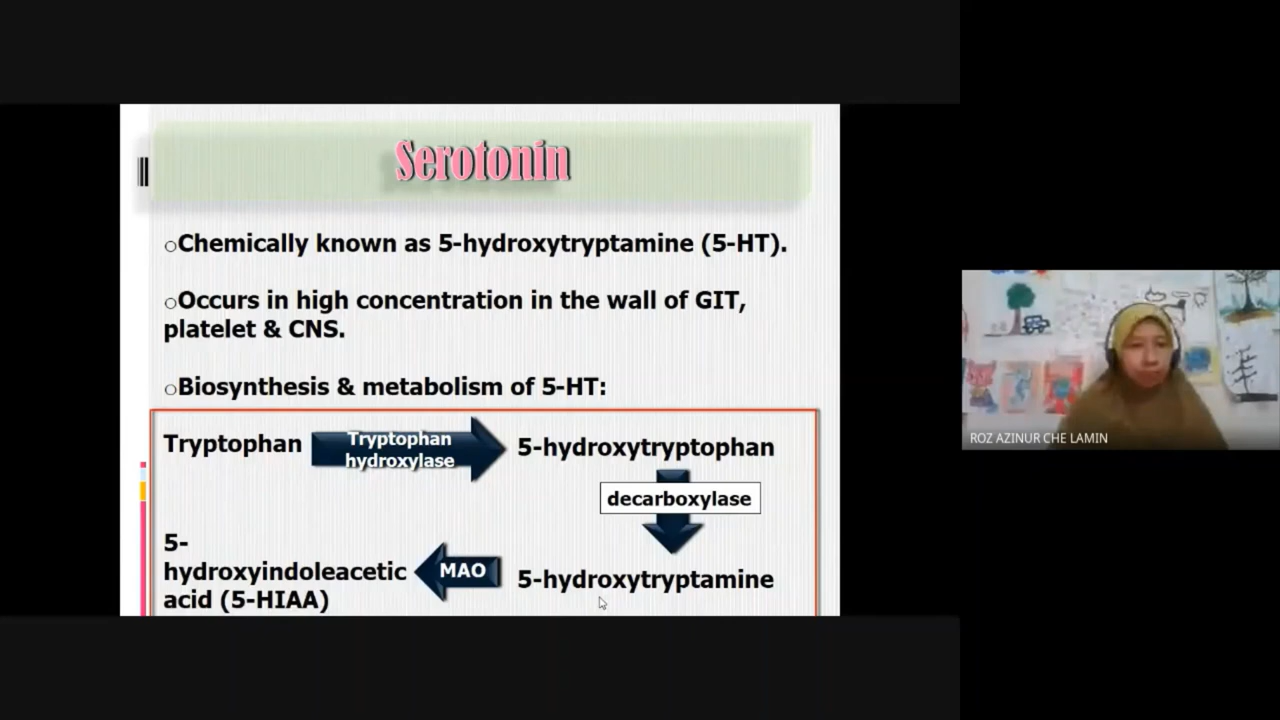 Serotonin
○Chemically known as 5-hydroxytryptamine (5-HT).
○Occurs in high concentration in the wall of GIT,
platelet & CNS.
○Biosynthesis & metabolism of 5-HT:
Tryptophan
Tryptophan
hydroxylase
5-hydroxytryptophan
decarboxylase
5-hydroxytryptamine
MAO
5-
hydroxyindoleacetic
acid (5-HIAA)
ROZ AZINUR CHE LAMIN